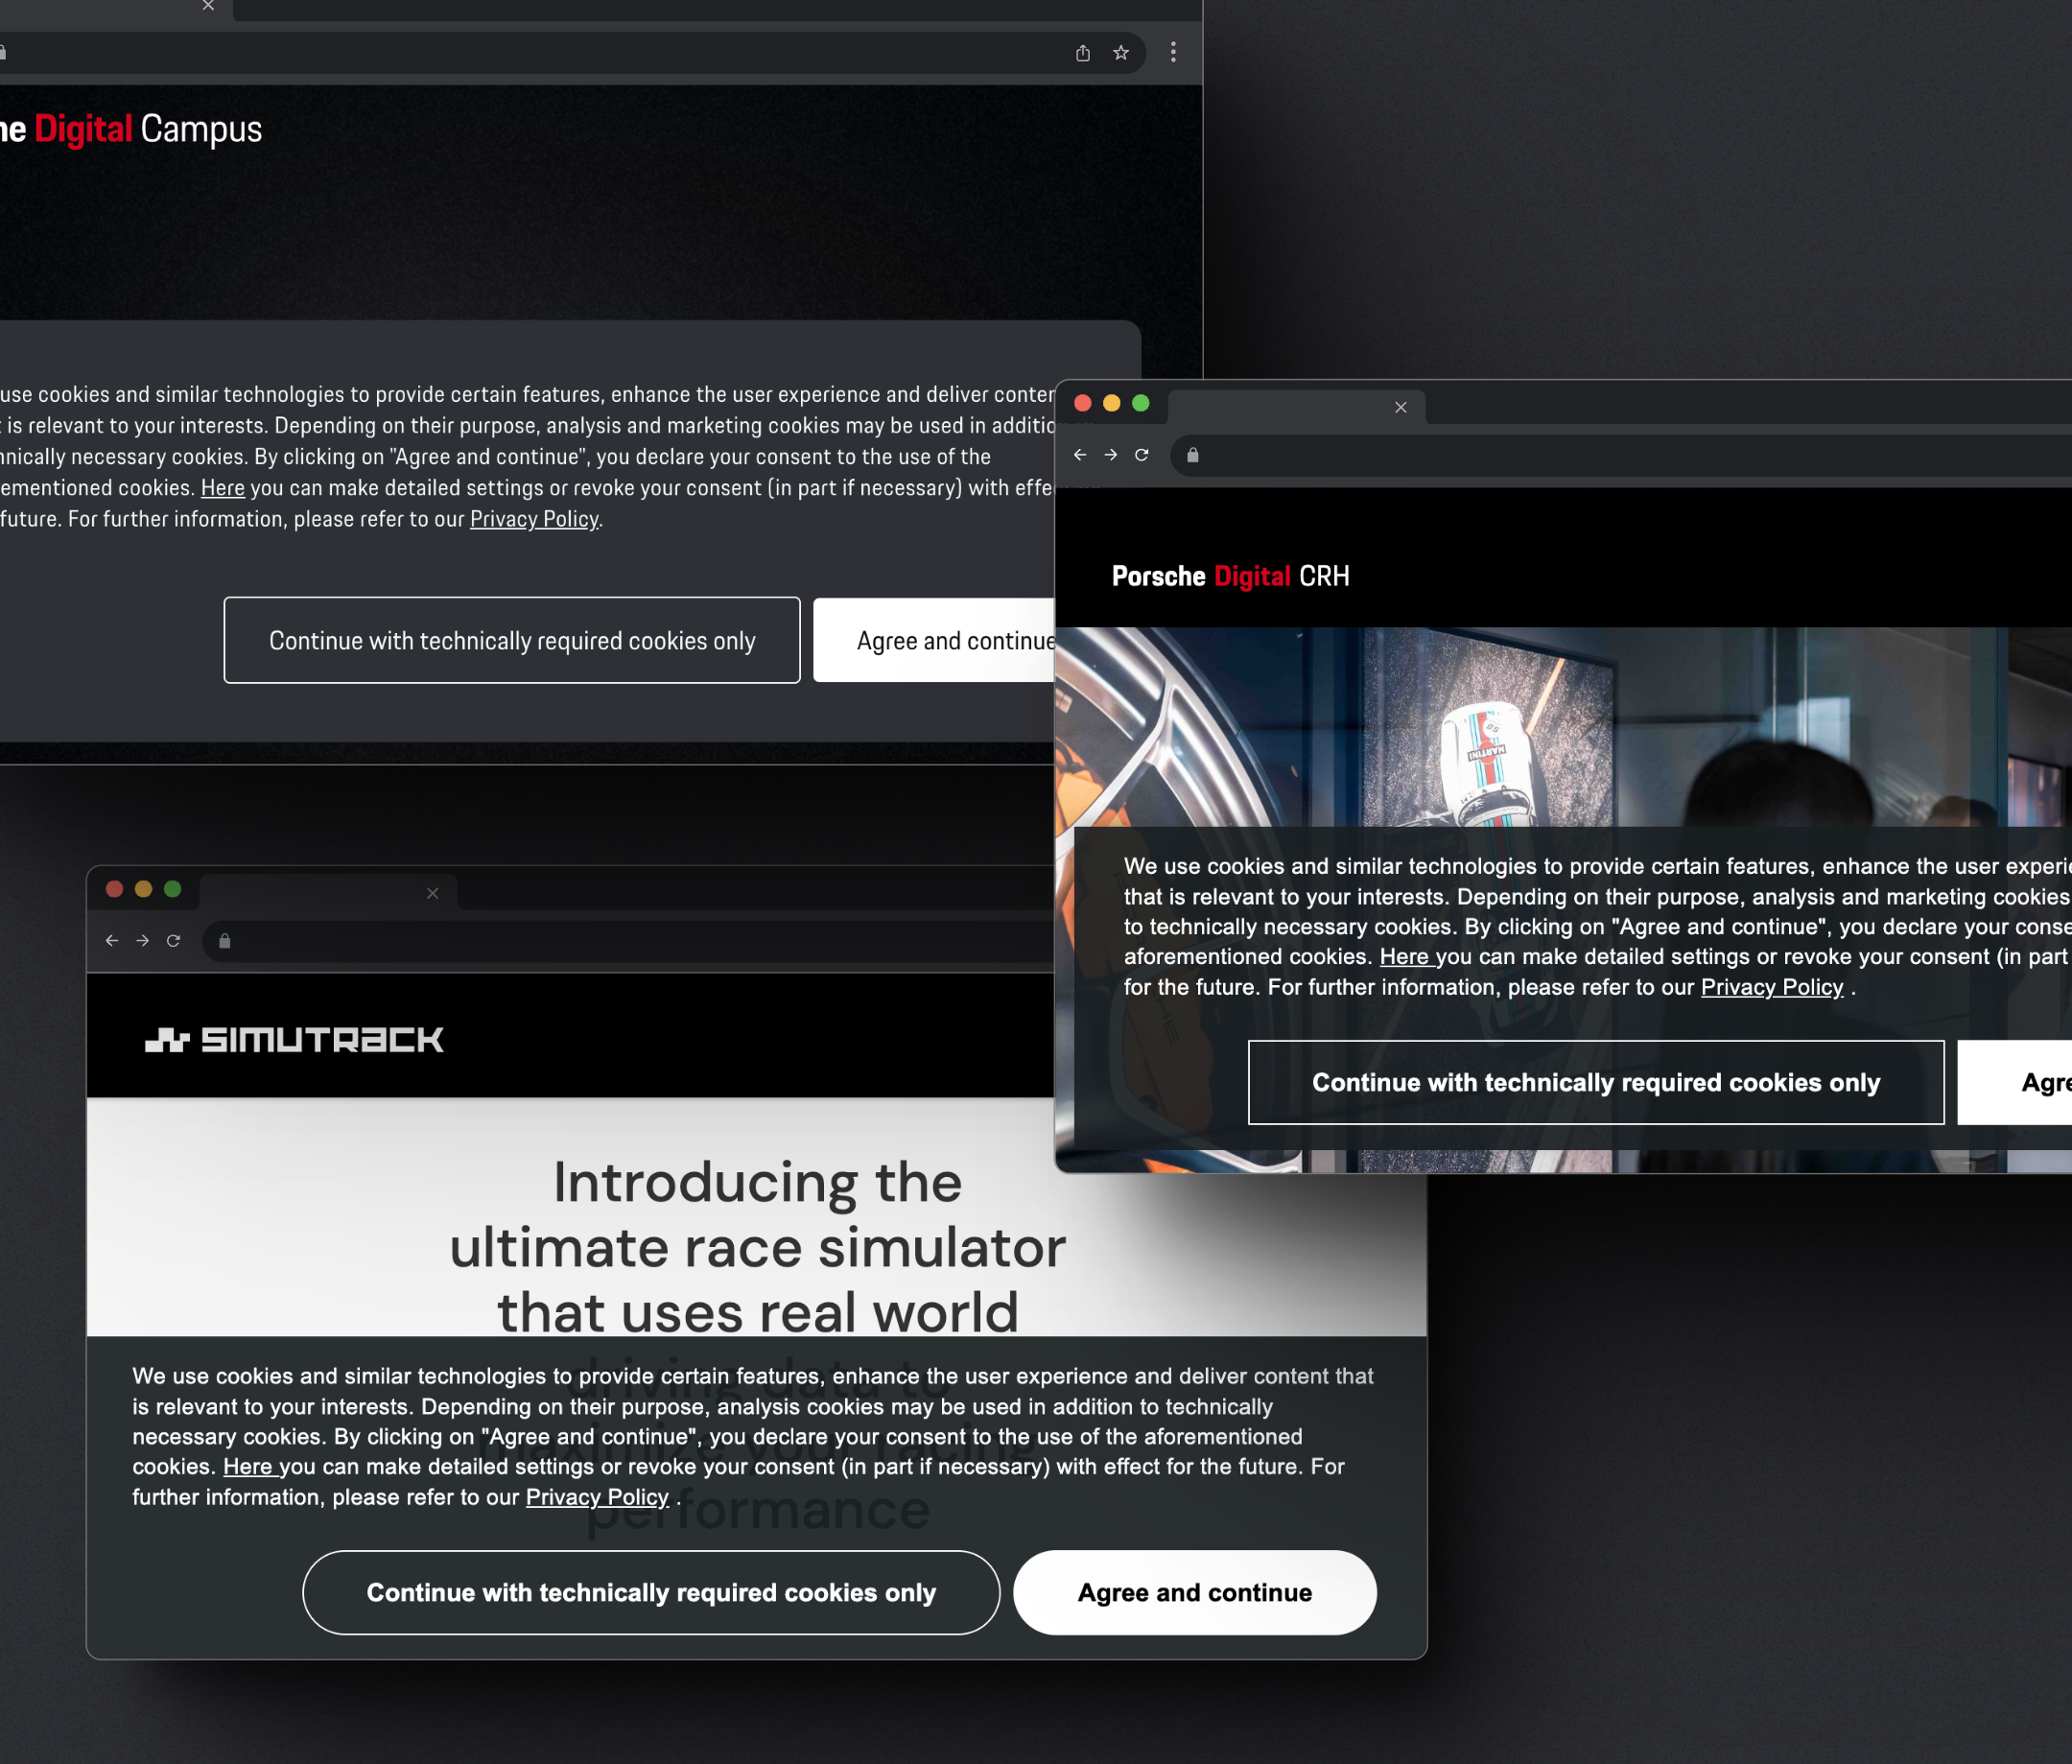 Digital Campus
use cookies and similar technologies to provide certain features, enhance the user experience and deliver
is relevant to your interests. Depending on their purpose, analysis and marketing cookies may be used in
necessary cookies. By clicking on "Agree and continue", you declare your consent to the use of the
cookies. Here you can make detailed settings or revoke your consent (in part if necessary) with
future. For further information, please refer to our Privacy Policy.
Continue with technically required cookies only
Agree and continue
Porsche Digital CRH
MARTINI
We use cookies and similar technologies to provide certain features, enhance the user
that is relevant to your interests. Depending on their purpose, analysis and marketing cookies
to technically necessary cookies. By clicking on "Agree and continue", you declare your
aforementioned cookies. Here you can make detailed settings or revoke your consent (in part
for the future. For further information, please refer to our Privacy Policy .
Continue with technically required cookies only
SIMUTRACK
Introducing the
ultimate race simulator
that uses real world
driving data to
maximize your racing
performance
We use cookies and similar technologies to provide certain features, enhance the user experience and deliver content that
is relevant to your interests. Depending on their purpose, analysis cookies may be used in addition to technically
necessary cookies. By clicking on "Agree and continue", you declare your consent to the use of the aforementioned
cookies. Here you can make detailed settings or revoke your consent (in part if necessary) with effect for the future. For
further information, please refer to our Privacy Policy .
Continue with technically required cookies only
Agree and continue